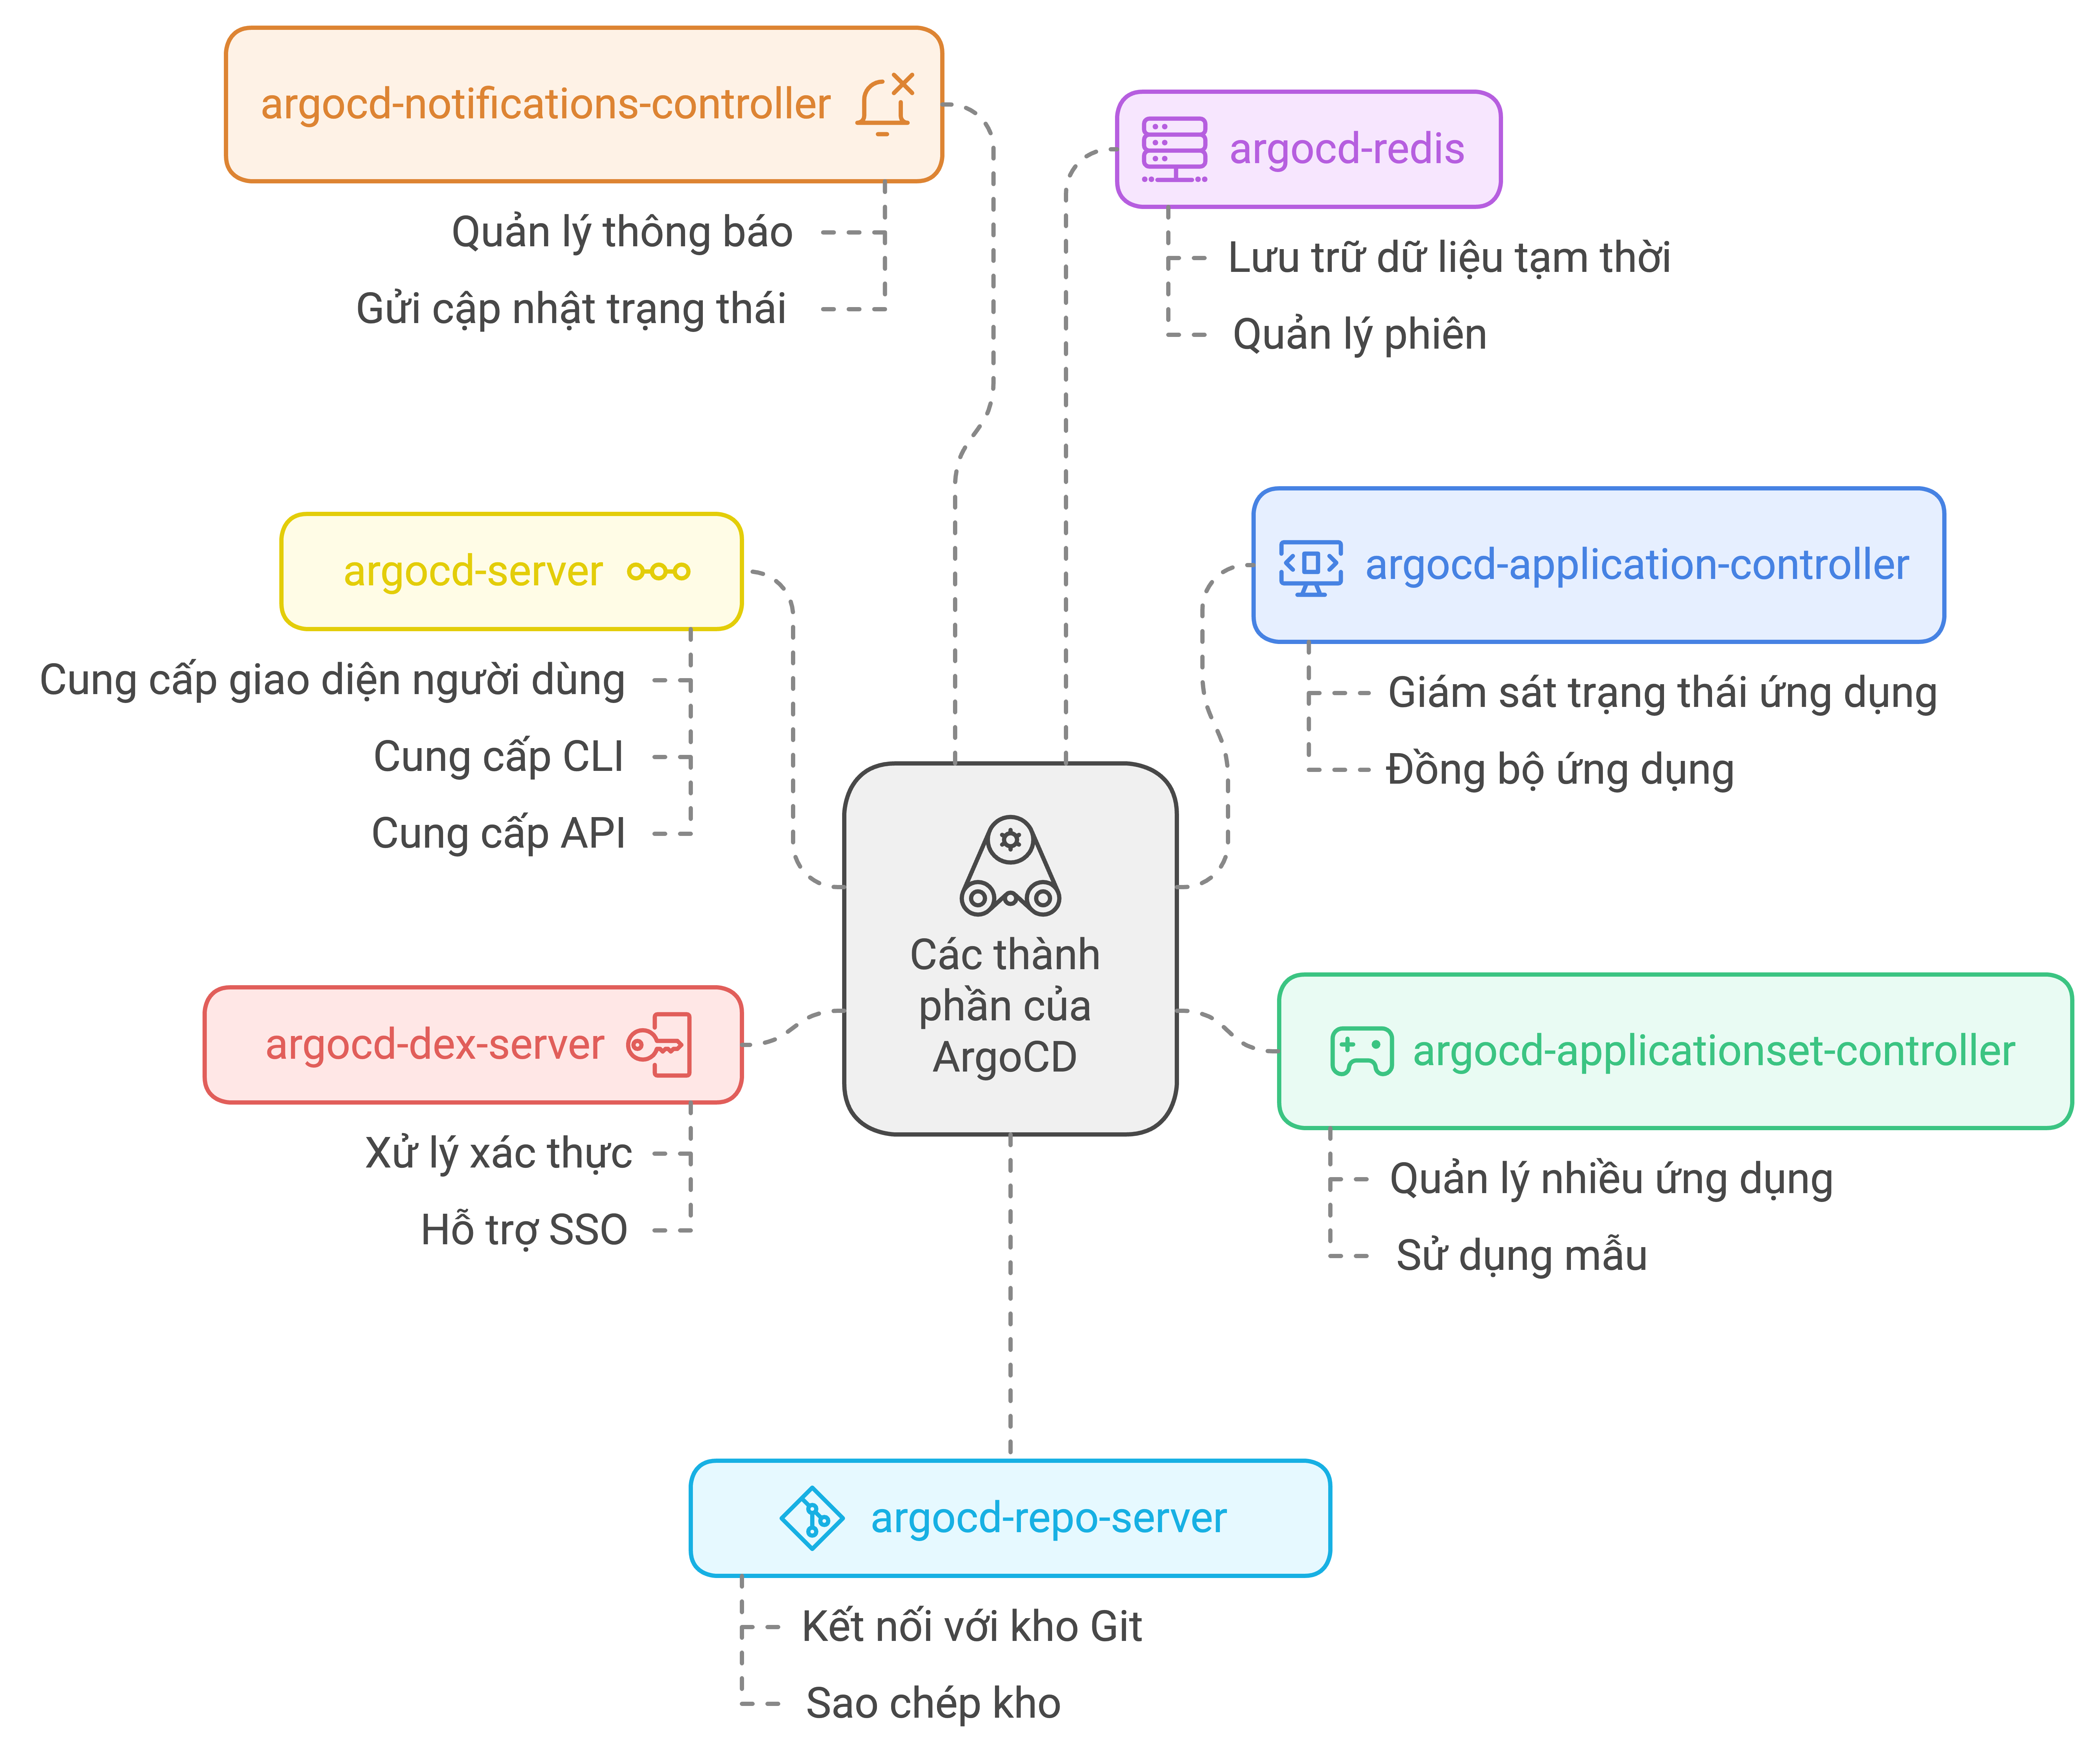 argocd-notifications-controller
Quản lý thông báo
Gửi cập nhật trạng thái
argocd-redis
Lưu trữ dữ liệu tạm thời
Quản lý phiên
argocd-server
Cung cấp giao diện người dùng
Cung cấp CLI
Cung cấp API
argocd-application-controller
Giám sát trạng thái ứng dụng
Đồng bộ ứng dụng
Các thành
phần của
ArgoCD
argocd-dex-server
Xử lý xác thực
Hỗ trợ SSO
argocd-applicationset-controller
Quản lý nhiều ứng dụng
Sử dụng mẫu
argocd-repo-server
Kết nối với kho Git
Sao chép kho